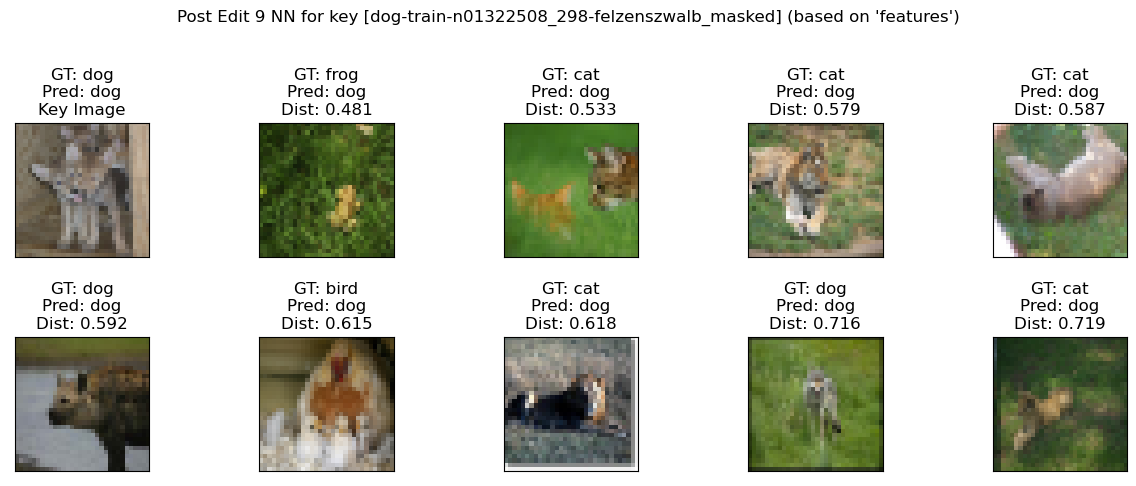 Post Edit 9 NN for key [dog-train-n01322508_298-felzenszwalb_masked] (based on 'features')
GT: dog
Pred: dog
Key Image
GT: frog
Pred: dog
Dist: 0.481
GT: cat
Pred: dog
Dist: 0.533
GT: cat
Pred: dog
Dist: 0.579
GT: cat
Pred: dog
Dist: 0.587
GT: dog
Pred: dog
Dist: 0.592
GT: bird
Pred: dog
Dist: 0.615
GT: cat
Pred: dog
Dist: 0.618
GT: dog
Pred: dog
Dist: 0.716
GT: cat
Pred: dog
Dist: 0.719